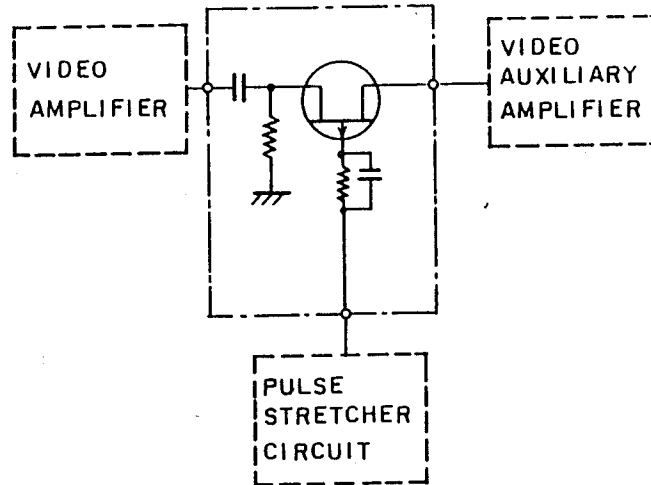 VIDEO
AMPLIFIER
VIDEO
AUXILIARY
AMPLIFIER
PULSE
STRETCHER
CIRCUIT